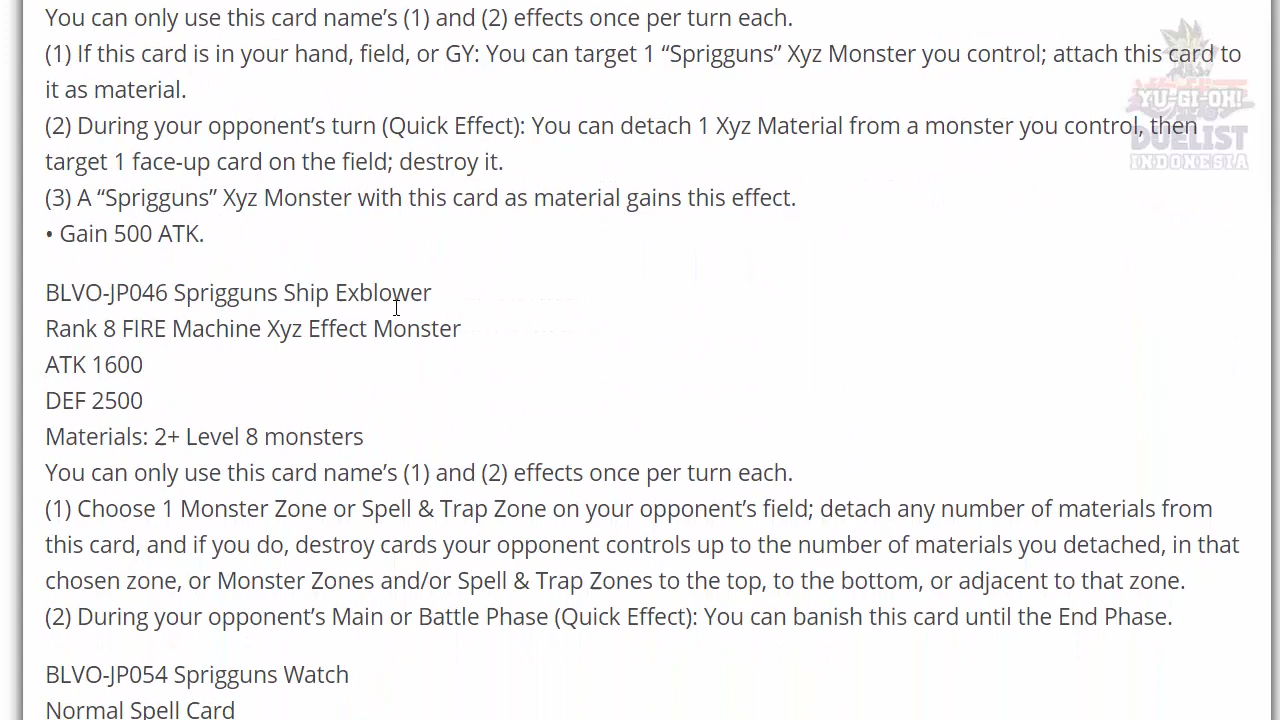 You can only use this card name’s (1) and (2) effects once per turn each.
(1) If this card is in your hand, field, or GY: You can target 1 “Sprigguns” Xyz Monster you control; attach this card to
it as material.
(2) During your opponent’s turn (Quick Effect): You can detach 1 Xyz Material from a monster you control, then
target 1 face-up card on the field; destroy it.
(3) A “Sprigguns” Xyz Monster with this card as material gains this effect.
• Gain 500 ATK.
YU-GI-OH!
DUELIST
INDONESIA
BLVO-JP046 Sprigguns Ship Exblower
Rank 8 FIRE Machine Xyz Effect Monster
ATK 1600
DEF 2500
Materials: 2+ Level 8 monsters
You can only use this card name’s (1) and (2) effects once per turn each.
(1) Choose 1 Monster Zone or Spell & Trap Zone on your opponent’s field; detach any number of materials from
this card, and if you do, destroy cards your opponent controls up to the number of materials you detached, in that
chosen zone, or Monster Zones and/or Spell & Trap Zones to the top, to the bottom, or adjacent to that zone.
(2) During your opponent’s Main or Battle Phase (Quick Effect): You can banish this card until the End Phase.
BLVO-JP054 Sprigguns Watch
Normal Spell Card